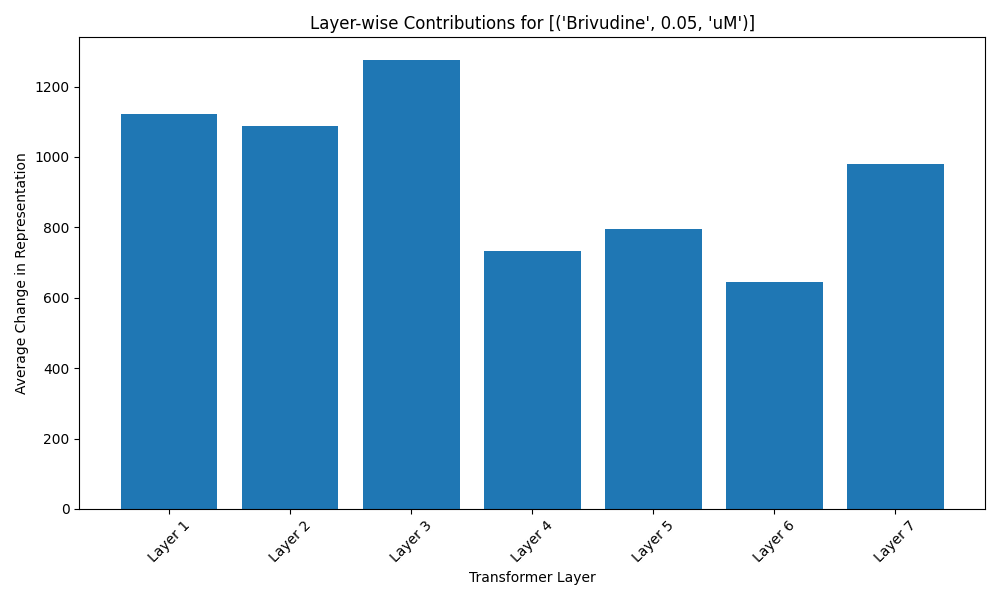 Layer-wise Contributions for [('Brivudine', 0.05, 'uM')]
Average Change in Representation
1200
1000
800
600
400
200
0
Layer 1
Layer 2
Layer 3
Layer 4
Layer 5
Layer 6
Layer 7
Transformer Layer